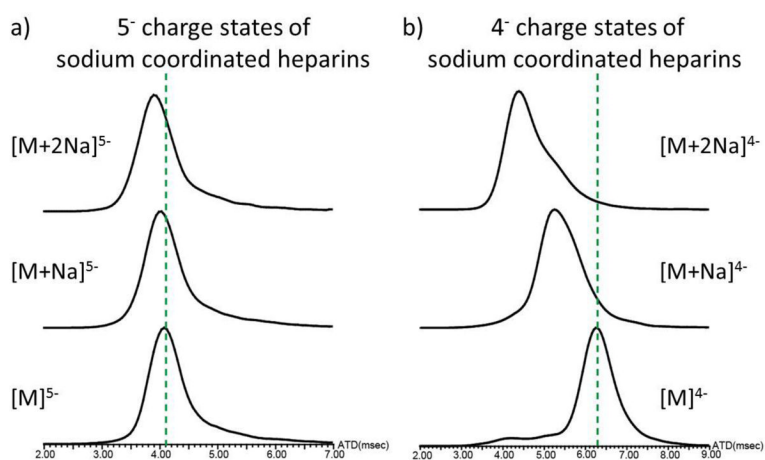 a) 5- charge states of
sodium coordinated heparins
[M+2Na]5-
[M+Na]5-
[M]5-
2.00 3.00 4.00 5.00 6.00 7.00 ATD(msec)
b) 4- charge states of
sodium coordinated heparins
[M+2Na]4-
[M+Na]4-
[M]4-
2.00 3.00 4.00 5.00 6.00 7.00 8.00 9.00 ATD(msec)